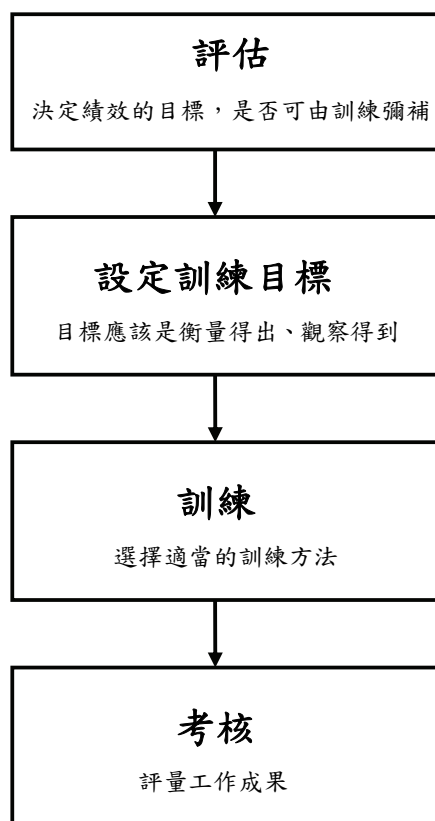 評估
決定績效的目標，是否可由訓練彌補
設定訓練目標
目標應該是衡量得出、觀察得到
訓練
選擇適當的訓練方法
考核
評量工作成果